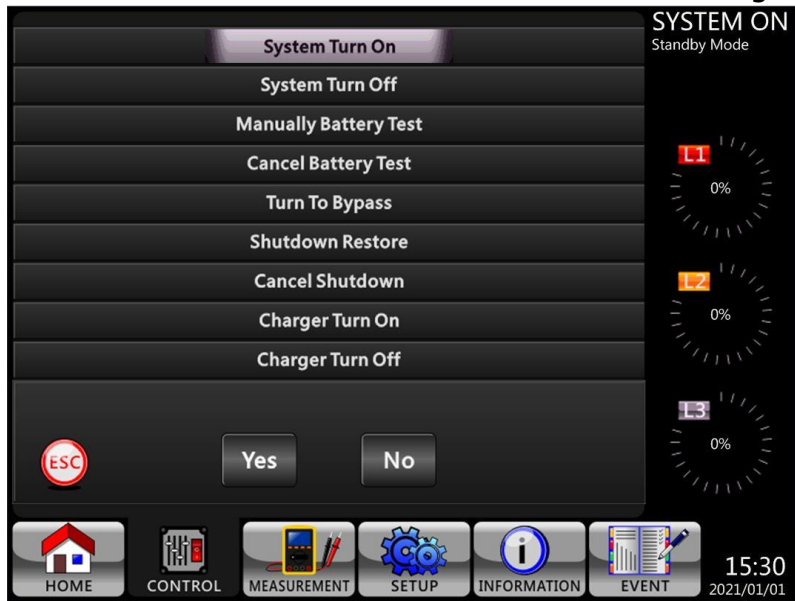 SYSTEM ON
Standby Mode
System Turn On
System Turn Off
Manually Battery Test
Cancel Battery Test
Turn To Bypass
Shutdown Restore
Cancel Shutdown
Charger Turn On
Charger Turn Off
L1
0%
L2
0%
L3
0%
ESC
Yes
No
HOME
CONTROL
MEASUREMENT
SETUP
INFORMATION
EVENT
15:30
2021/01/01